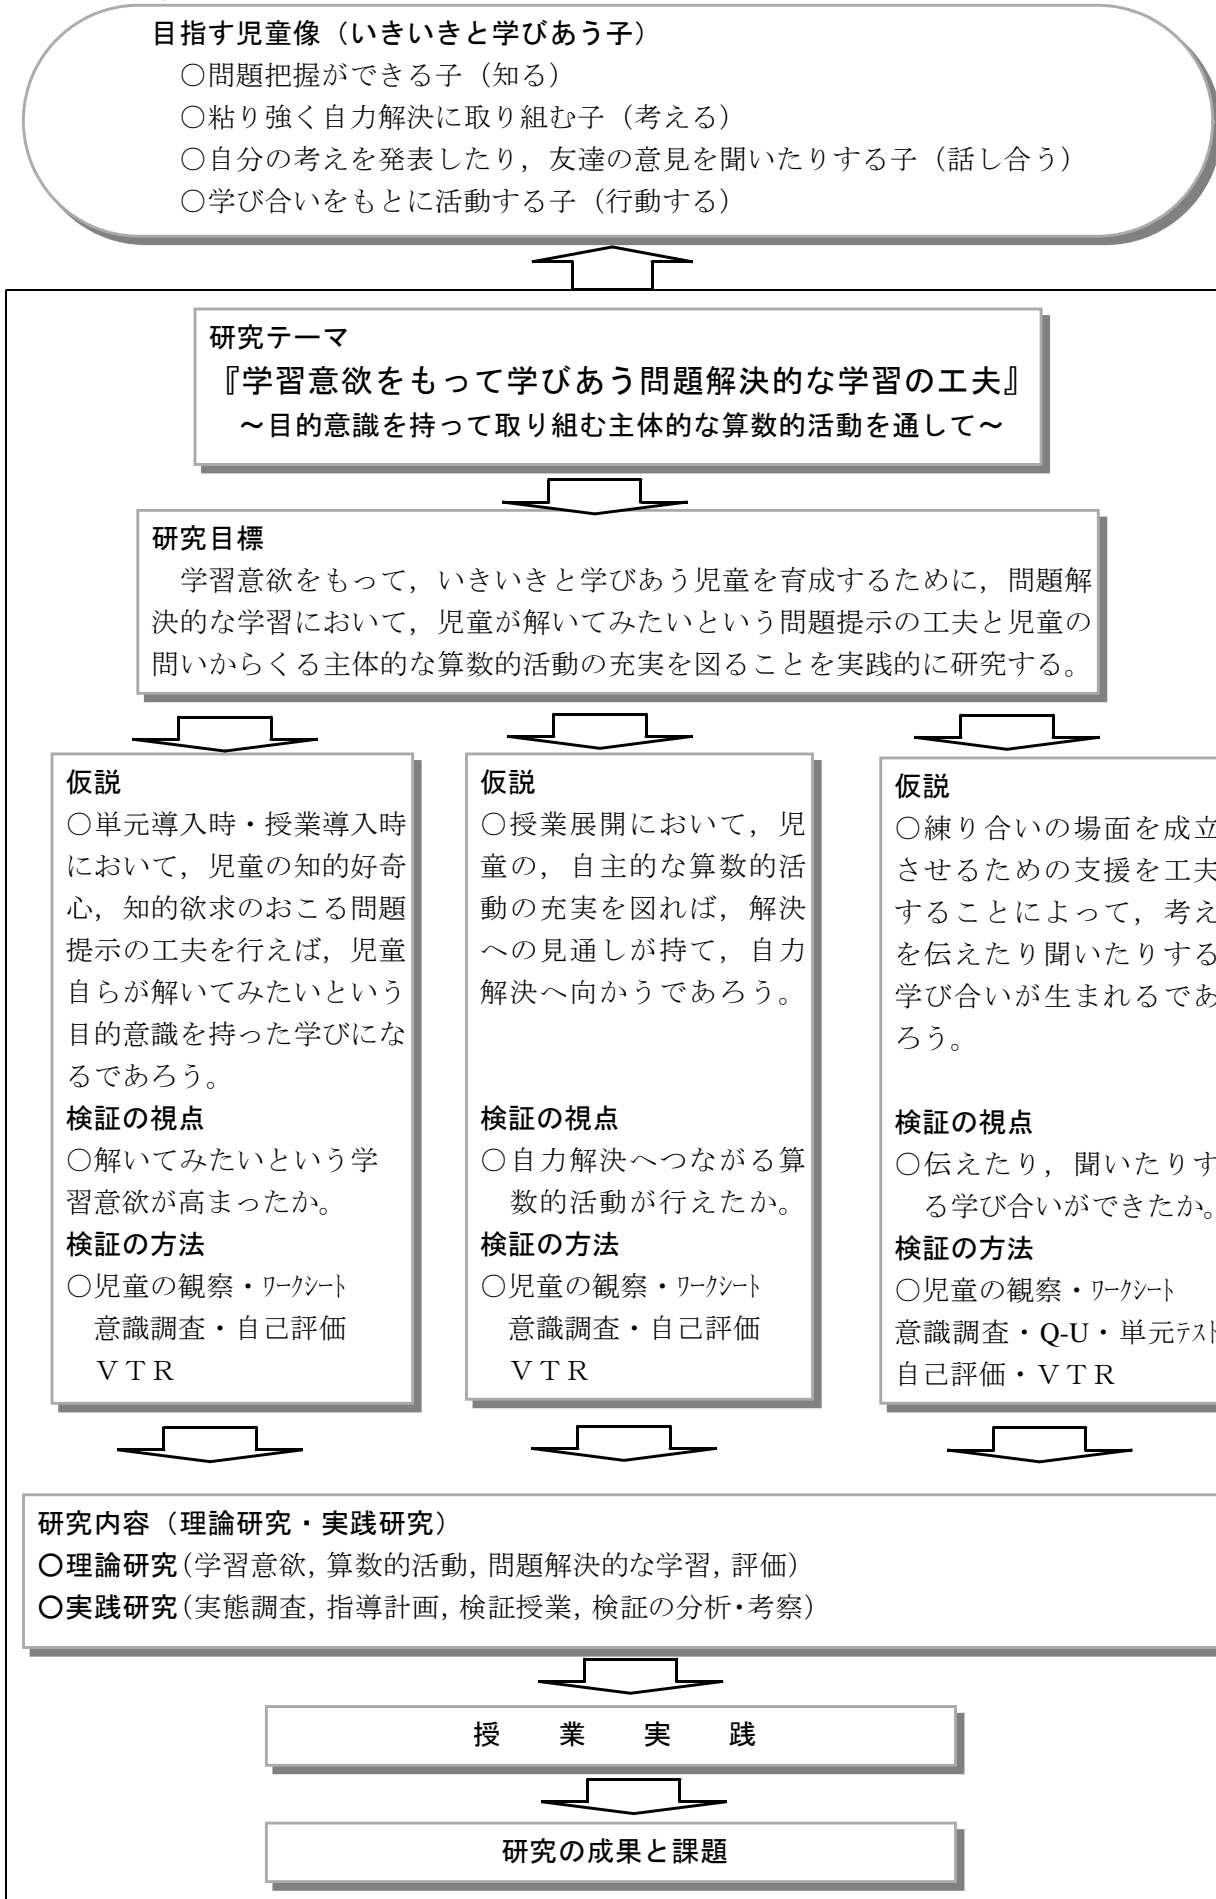 目指す児童像（いきいきと学びあう子）
○問題把握ができる子（知る）
○粘り強く自力解決に取り組む子（考える）
○自分の考えを発表したり，友達の意見を聞いたりする子（話し合う）
○学び合いをもとに活動する子（行動する）
研究テーマ
『学習意欲をもって学びあう問題解決的な学習の工夫』
～目的意識を持って取り組む主体的な算数的活動を通して～
研究目標
学習意欲をもって，いきいきと学びあう児童を育成するために，問題解
決的な学習において，児童が解いてみたいという問題提示の工夫と児童の
問いからくる主体的な算数的活動の充実を図ることを実践的に研究する。
仮説
○単元導入時・授業導入時
において，児童の知的好奇
心，知的欲求のおこる問題
提示の工夫を行えば，児童
自らが解いてみたいという
目的意識を持った学びにな
るであろう。
検証の視点
○解いてみたいという学
習意欲が高まったか。
検証の方法
○児童の観察・ﾜｰｸｼｰﾄ
意識調査・自己評価
ＶＴＲ
仮説
○授業展開において，児
童の，自主的な算数的活
動の充実を図れば，解決
への見通しが持て，自力
解決へ向かうであろう。
検証の視点
○自力解決へつながる算
数的活動が行えたか。
検証の方法
○児童の観察・ﾜｰｸｼｰﾄ
意識調査・自己評価
ＶＴＲ
仮説
○練り合いの場面を成立
させるための支援を工夫
することによって，考え
を伝えたり聞いたりする
学び合いが生まれるであ
ろう。
検証の視点
○伝えたり，聞いたりす
る学び合いができたか。
検証の方法
○児童の観察・ﾜｰｸｼｰﾄ
意識調査・Q-U・単元ﾃｽﾄ
自己評価・ＶＴＲ
研究内容（理論研究・実践研究）
○理論研究(学習意欲,算数的活動,問題解決的な学習,評価)
○実践研究(実態調査,指導計画,検証授業,検証の分析・考察)
授　業　実　践
研究の成果と課題